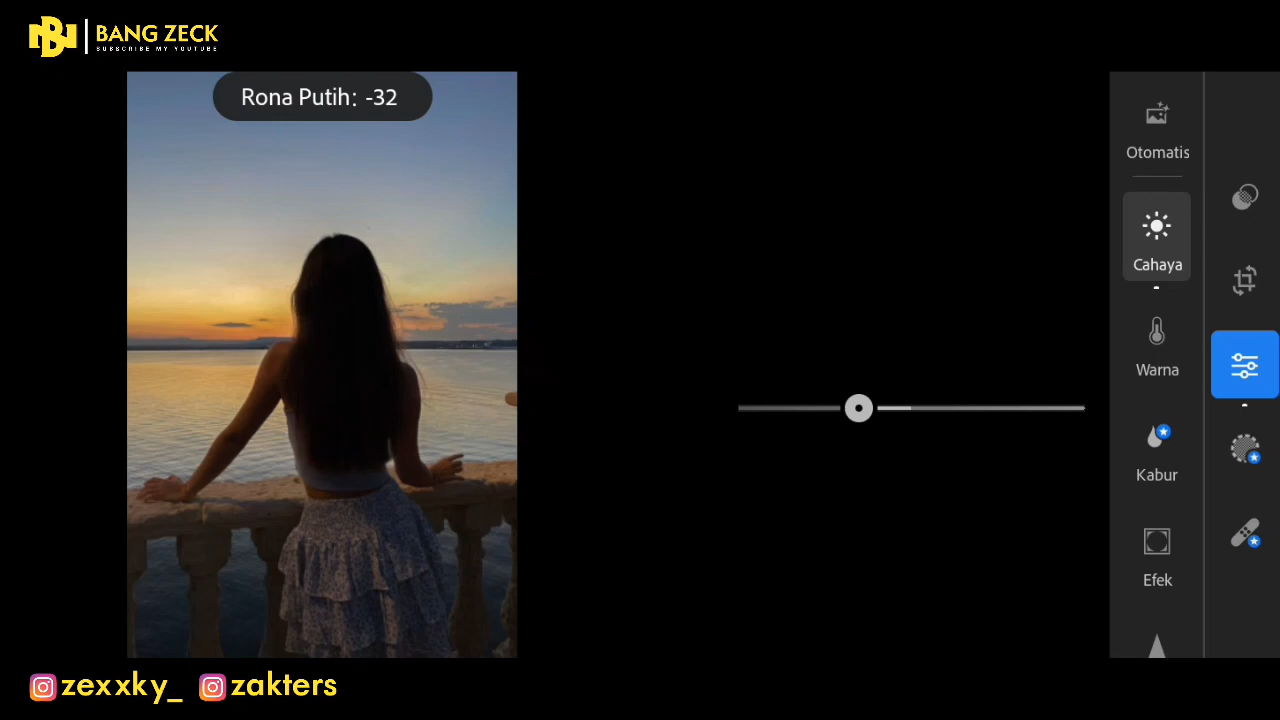 BANG ZECK
SUBSCRIBE MY YOUTUBE
Rona Putih: -32
Otomatis
Cahaya
Warna
Kabur
Efek
zexxky_ zakters